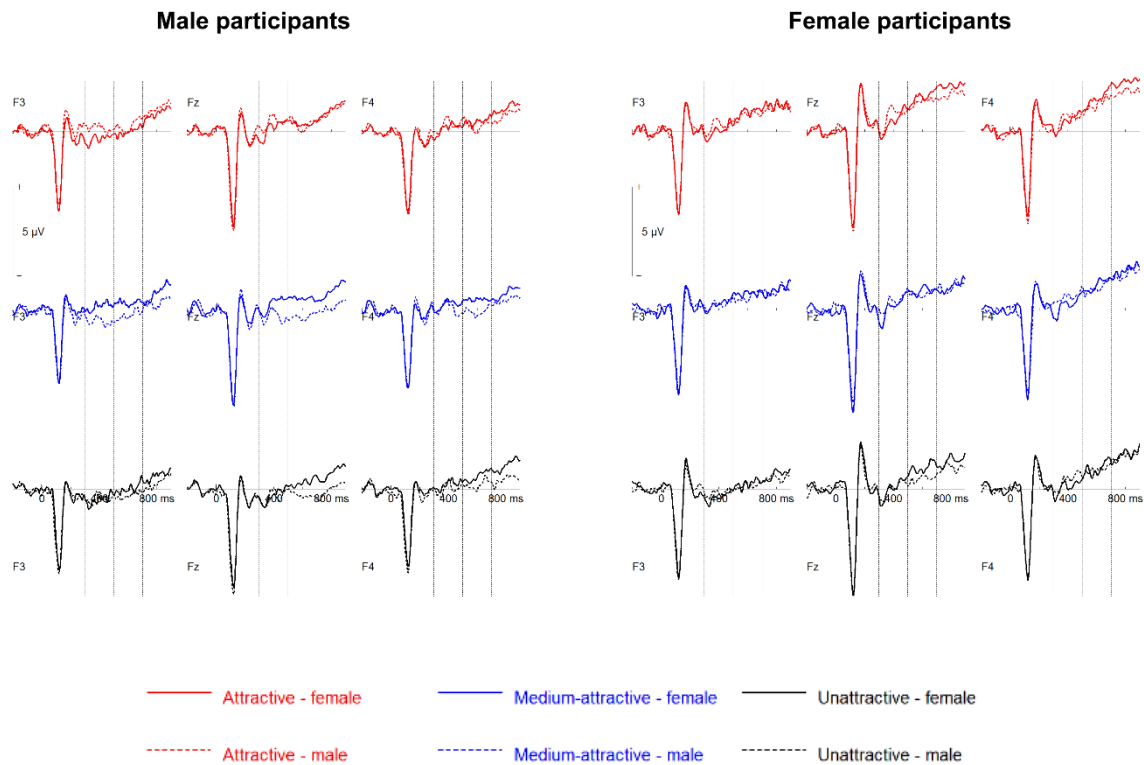 Male participants Female participants
F3 Fz F4 F3 Fz F4
+ +
5 µV 5 µV
− −
F3 Fz F4 F3 Fz F4
0 800 ms 0 400 800 ms 0 400 800 ms 0 400 800 ms 0 400 800 ms 0 400 800 ms
F3 Fz F4 F3 Fz F4
Attractive - female Medium-attractive - female Unattractive - female
Attractive - male Medium-attractive - male Unattractive - male